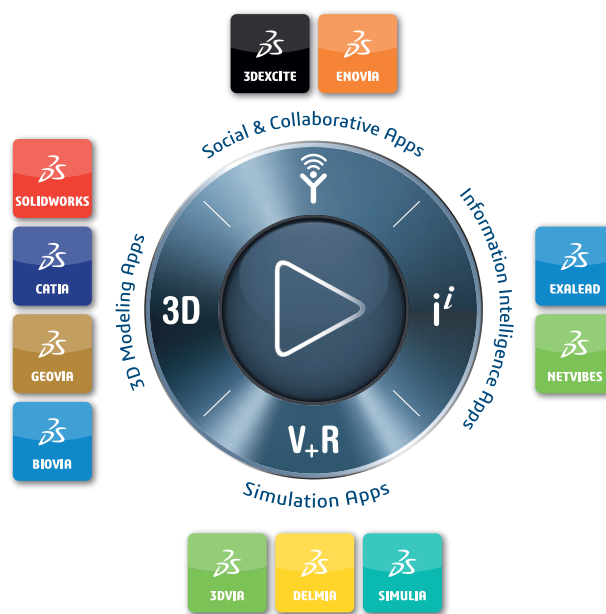 3DEXCITE
ENOVIA
Social & Collaborative Apps
SOLIDWORKS
CATIA
GEOVIA
BIOVIA
3D Modeling Apps
3D
i i
Information Intelligence Apps
EXALEAD
NETVIBES
V+R
Simulation Apps
3DVIA
DELMIA
SIMULIA